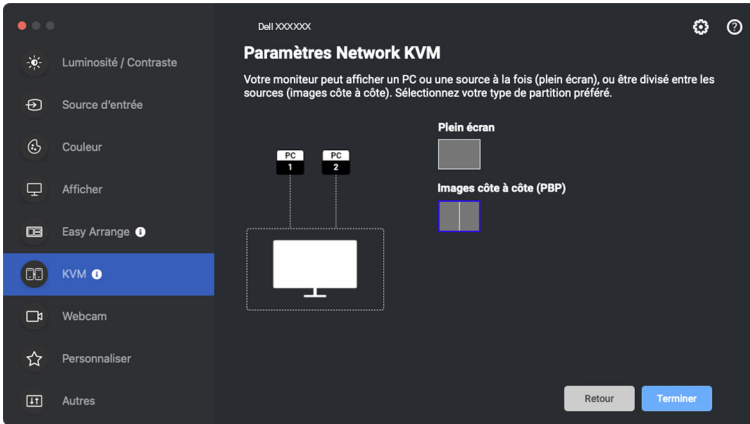 Dell XXXXXX
Paramètres Network KVM
Votre moniteur peut afficher un PC ou une source à la fois (plein écran), ou être divisé entre les
sources (images côte à côte). Sélectionnez votre type de partition préféré.
Luminosité / Contraste
Source d'entrée
Couleur
Afficher
Easy Arrange
KVM
Webcam
Personnaliser
Autres
PC
1
PC
2
Plein écran
Images côte à côte (PBP)
Retour
Terminer